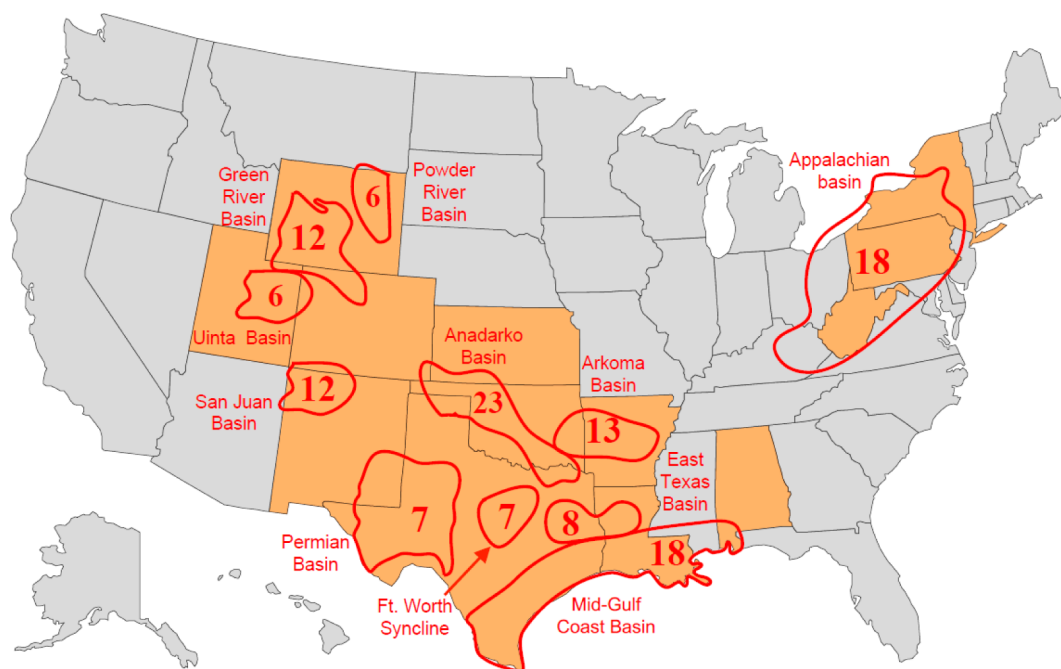 Green
River
Basin
Powder
River
Basin
6
12
6
Uinta Basin
Appalachian
basin
18
Anadarko
Basin
Arkoma
Basin
12
San Juan
Basin
23
13
East
Texas
Basin
7
7
8
18
Permian
Basin
Ft. Worth
Syncline
Mid-Gulf
Coast Basin